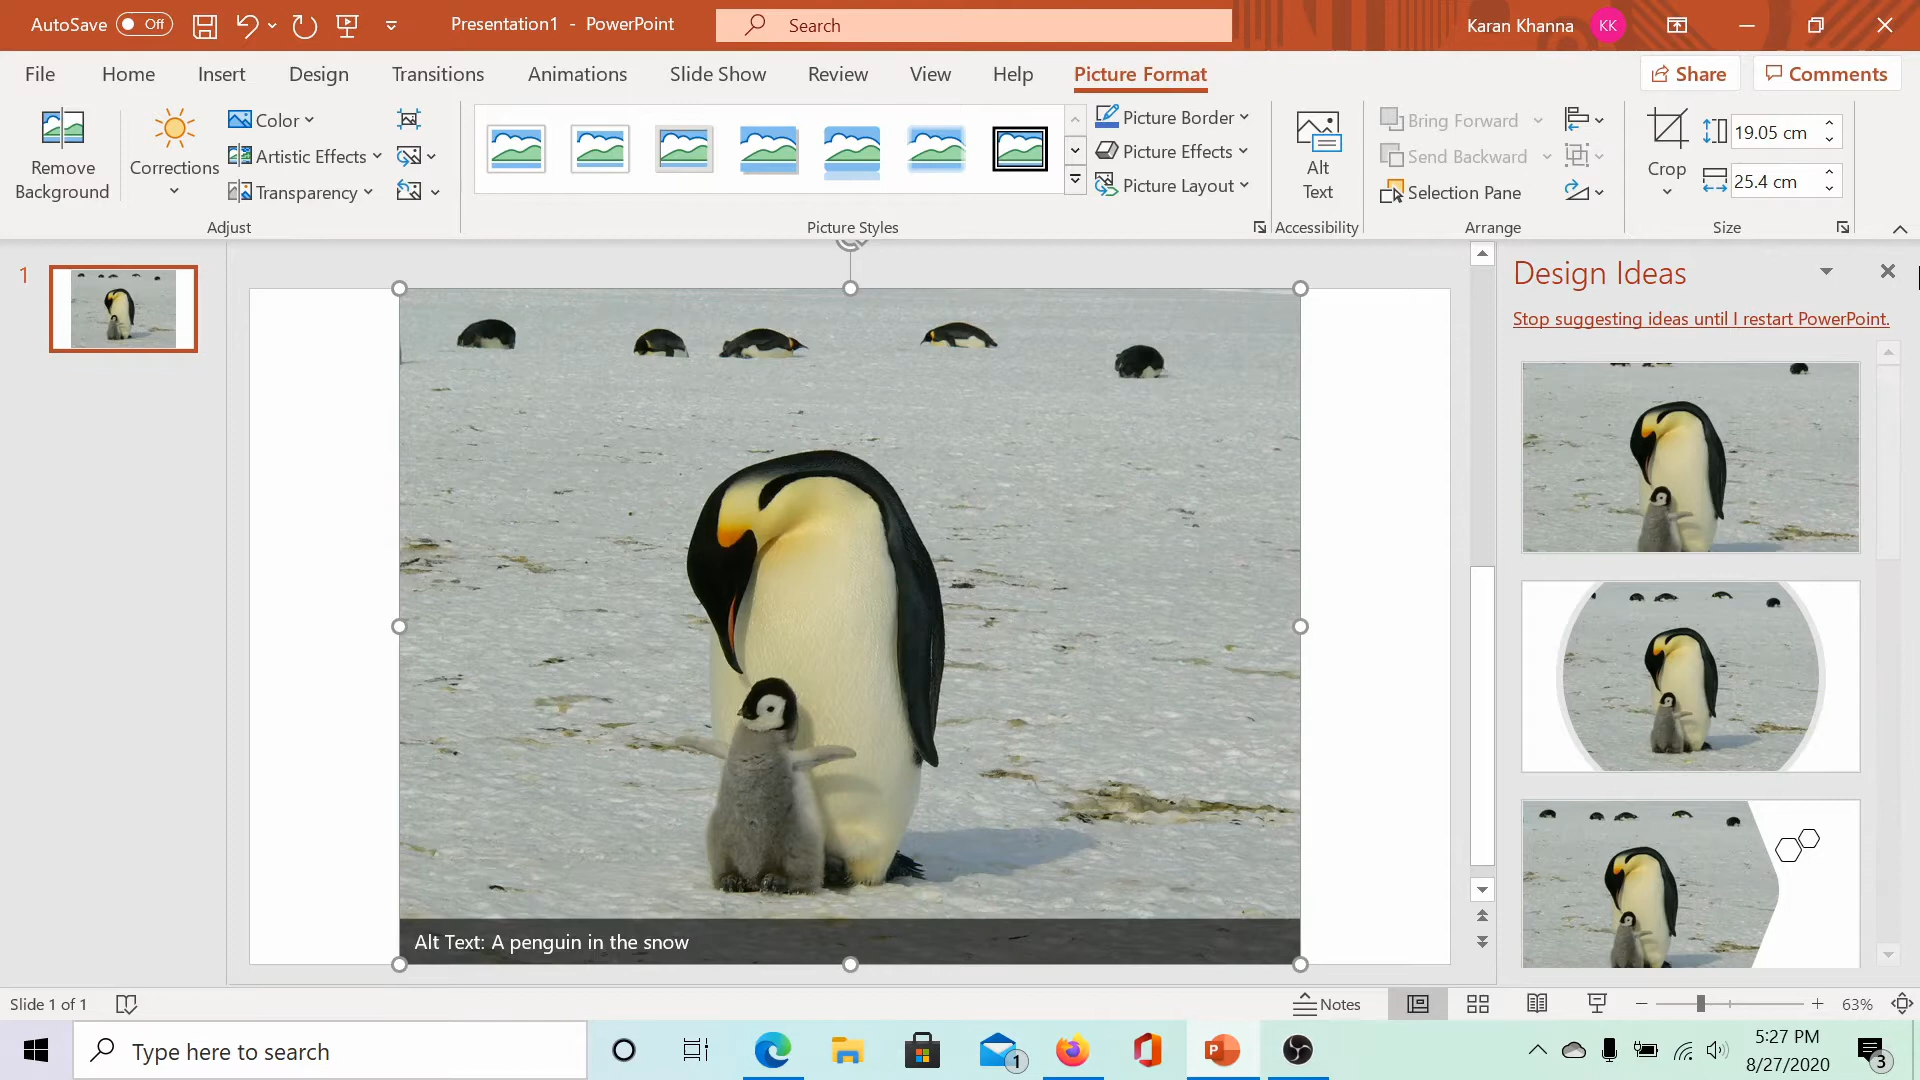 AutoSave Off Presentation1 - PowerPoint Search Karan Khanna KK
File Home Insert Design Transitions Animations Slide Show Review View Help Picture Format Share Comments
Remove Background
Corrections
Color
Artistic Effects
Transparency
Adjust
Picture Styles
Picture Border
Picture Effects
Picture Layout
Alt Text
Accessibility
Bring Forward
Send Backward
Selection Pane
Arrange
Crop
19.05 cm
25.4 cm
Size
1
Design Ideas
Stop suggesting ideas until I restart PowerPoint.
Alt Text: A penguin in the snow
Slide 1 of 1 Notes 63%
Type here to search
P
1
5:27 PM
8/27/2020
3